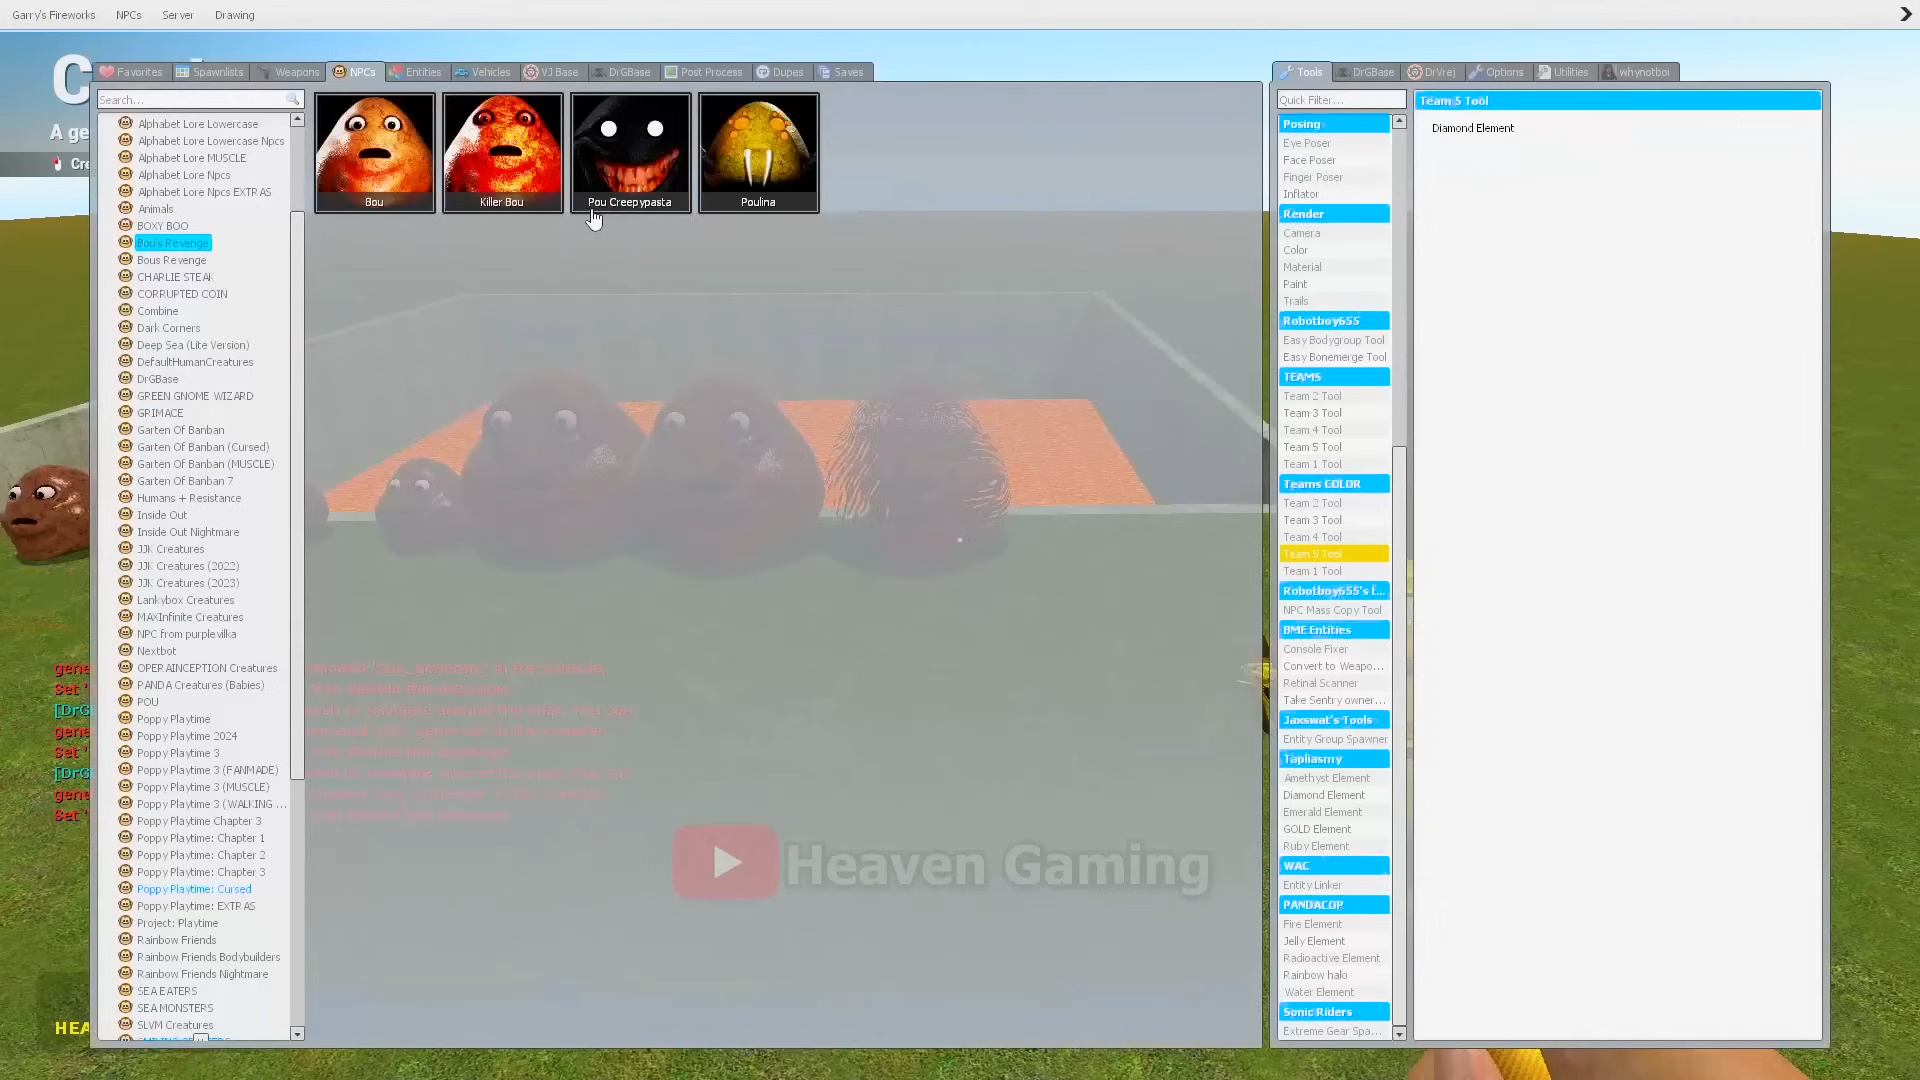 Garry's Fireworks
NPCs
Server
Drawing
C
A ge
Cre
Favorites
Spawnlists
Weapons
NPCs
Entities
Vehicles
VJ Base
DrGBase
Post Process
Dupes
Saves
Search...
Alphabet Lore Lowercase
Alphabet Lore Lowercase Npcs
Alphabet Lore MUSCLE
Alphabet Lore Npcs
Alphabet Lore Npcs EXTRAS
Animals
BOXY BOO
Bou's Revenge
Bous Revenge
CHARLIE STEAK
CORRUPTED COIN
Combine
Dark Corners
Deep Sea (Lite Version)
DefaultHumanCreatures
DrGBase
GREEN GNOME WIZARD
GRIMACE
Garten Of Banban
Garten Of Banban (Cursed)
Garten Of Banban (MUSCLE)
Garten Of Banban 7
Humans + Resistance
Inside Out
Inside Out Nightmare
JJK Creatures
JJK Creatures (2022)
JJK Creatures (2023)
Lankybox Creatures
MAXInfinite Creatures
NPC from purplevilka
Nextbot
OPERAINCEPTION Creatures
PANDA Creatures (Babies)
POU
Poppy Playtime
Poppy Playtime 2024
Poppy Playtime 3
Poppy Playtime 3 (FANMADE)
Poppy Playtime 3 (MUSCLE)
Poppy Playtime 3 (WALKING ...
Poppy Playtime Chapter 3
Poppy Playtime: Chapter 1
Poppy Playtime: Chapter 2
Poppy Playtime: Chapter 3
Poppy Playtime: Cursed
Poppy Playtime: EXTRAS
Project: Playtime
Rainbow Friends
Rainbow Friends Bodybuilders
Rainbow Friends Nightmare
SEA EATERS
SEA MONSTERS
SLVM Creatures
Bou
Killer Bou
Pou Creepypasta
Poulina
gene
Set '
[DrG
gene
Set '
[DrG
gene
Set '
HEA
Heaven Gaming
Tools
DrGBase
DrVrej
Options
Utilities
whynotboi
Quick Filter...
Posing
Eye Poser
Face Poser
Finger Poser
Inflator
Render
Camera
Color
Material
Paint
Trails
Robotboy655
Easy Bodygroup Tool
Easy Bonemerge Tool
TEAMS
Team 2 Tool
Team 3 Tool
Team 4 Tool
Team 5 Tool
Team 1 Tool
Teams COLOR
Team 2 Tool
Team 3 Tool
Team 4 Tool
Team 5 Tool
Team 1 Tool
Robotboy655's E...
NPC Mass Copy Tool
BME Entities
Console Fixer
Convert to Weapo...
Retinal Scanner
Take Sentry owner...
Jaxswat's Tools
Entity Group Spawner
Tapliasmy
Amethyst Element
Diamond Element
Emerald Element
GOLD Element
Ruby Element
WAC
Entity Linker
PANDACOP
Fire Element
Jelly Element
Radioactive Element
Rainbow halo
Water Element
Sonic Riders
Extreme Gear Spa...
Team 5 Tool
Diamond Element